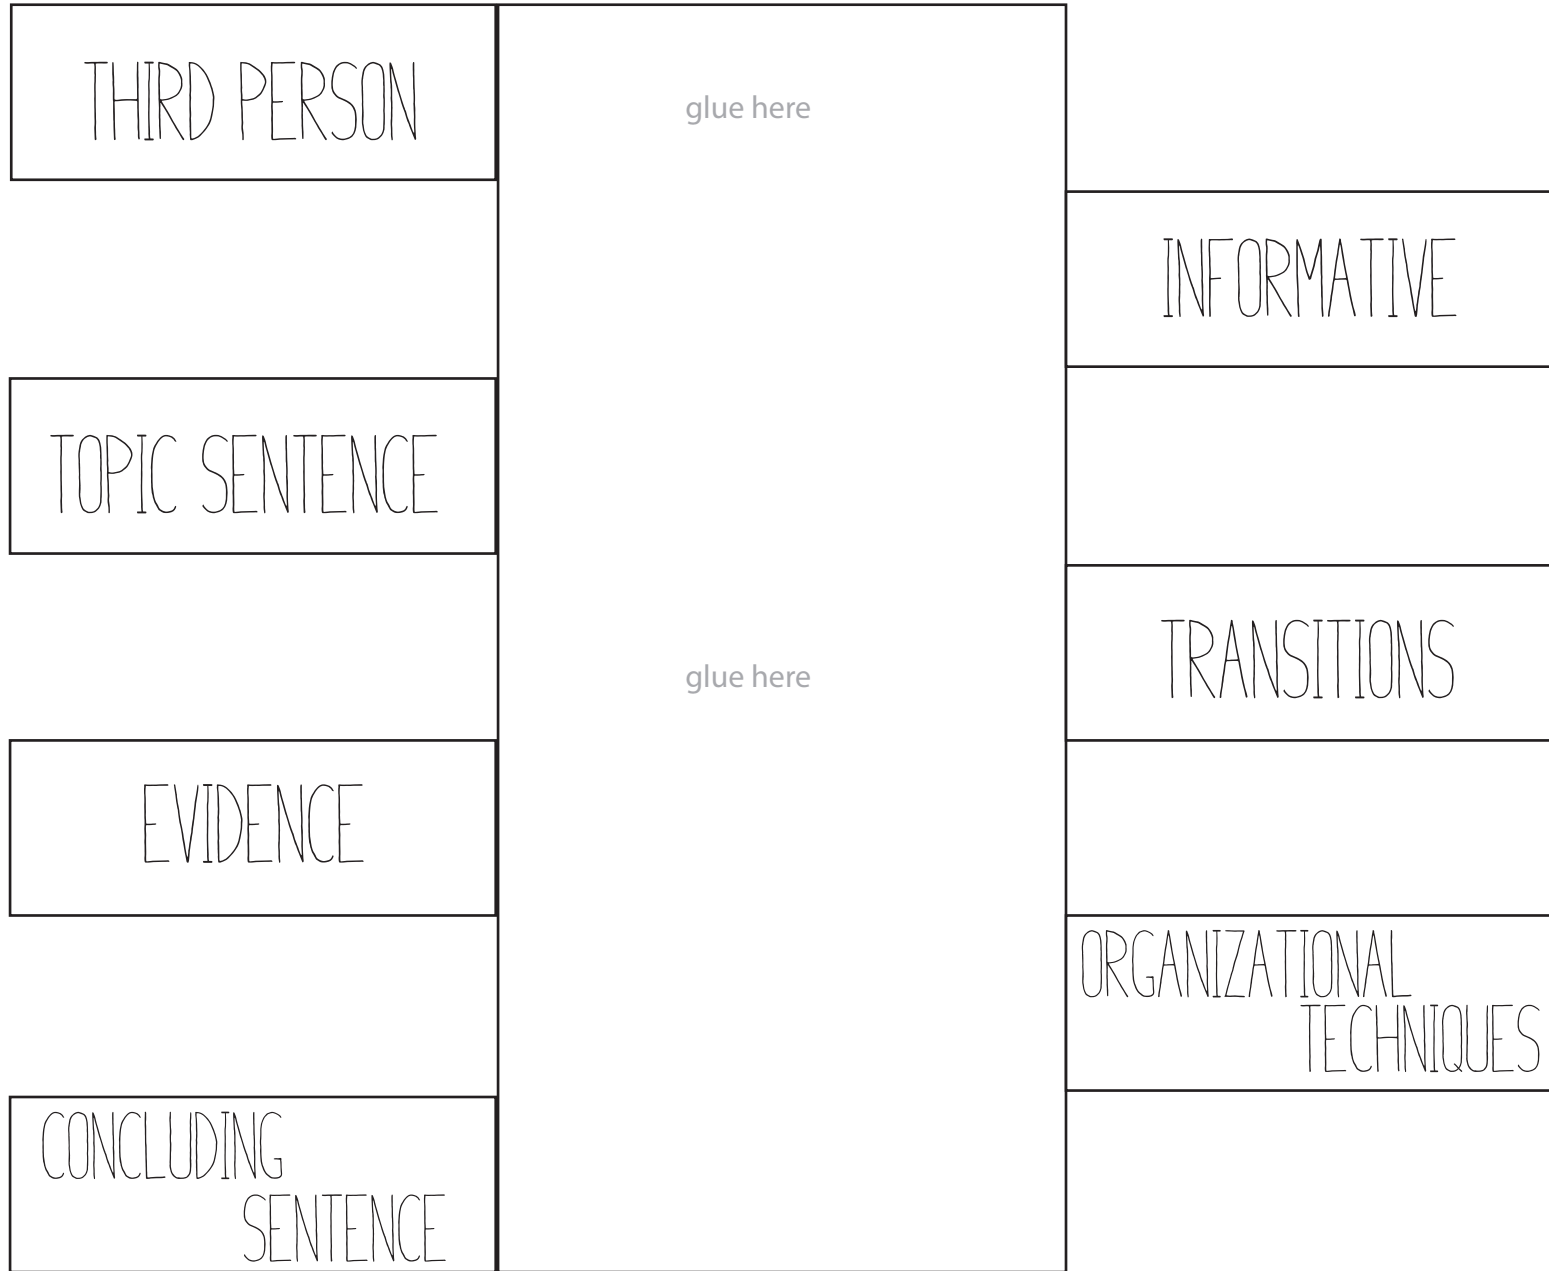 THIRD PERSON
glue here
INFORMATIVE
TOPIC SENTENCE
TRANSITIONS
glue here
EVIDENCE
ORGANIZATIONAL
TECHNIQUES
CONCLUDING
SENTENCE